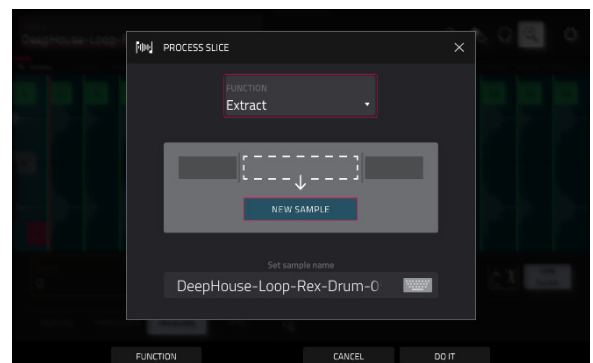 PROCESS SLICE
FUNCTION
Extract
NEW SAMPLE
Set sample name
DeepHouse-Loop-Rex-Drum-0
FUNCTION
CANCEL
DO IT